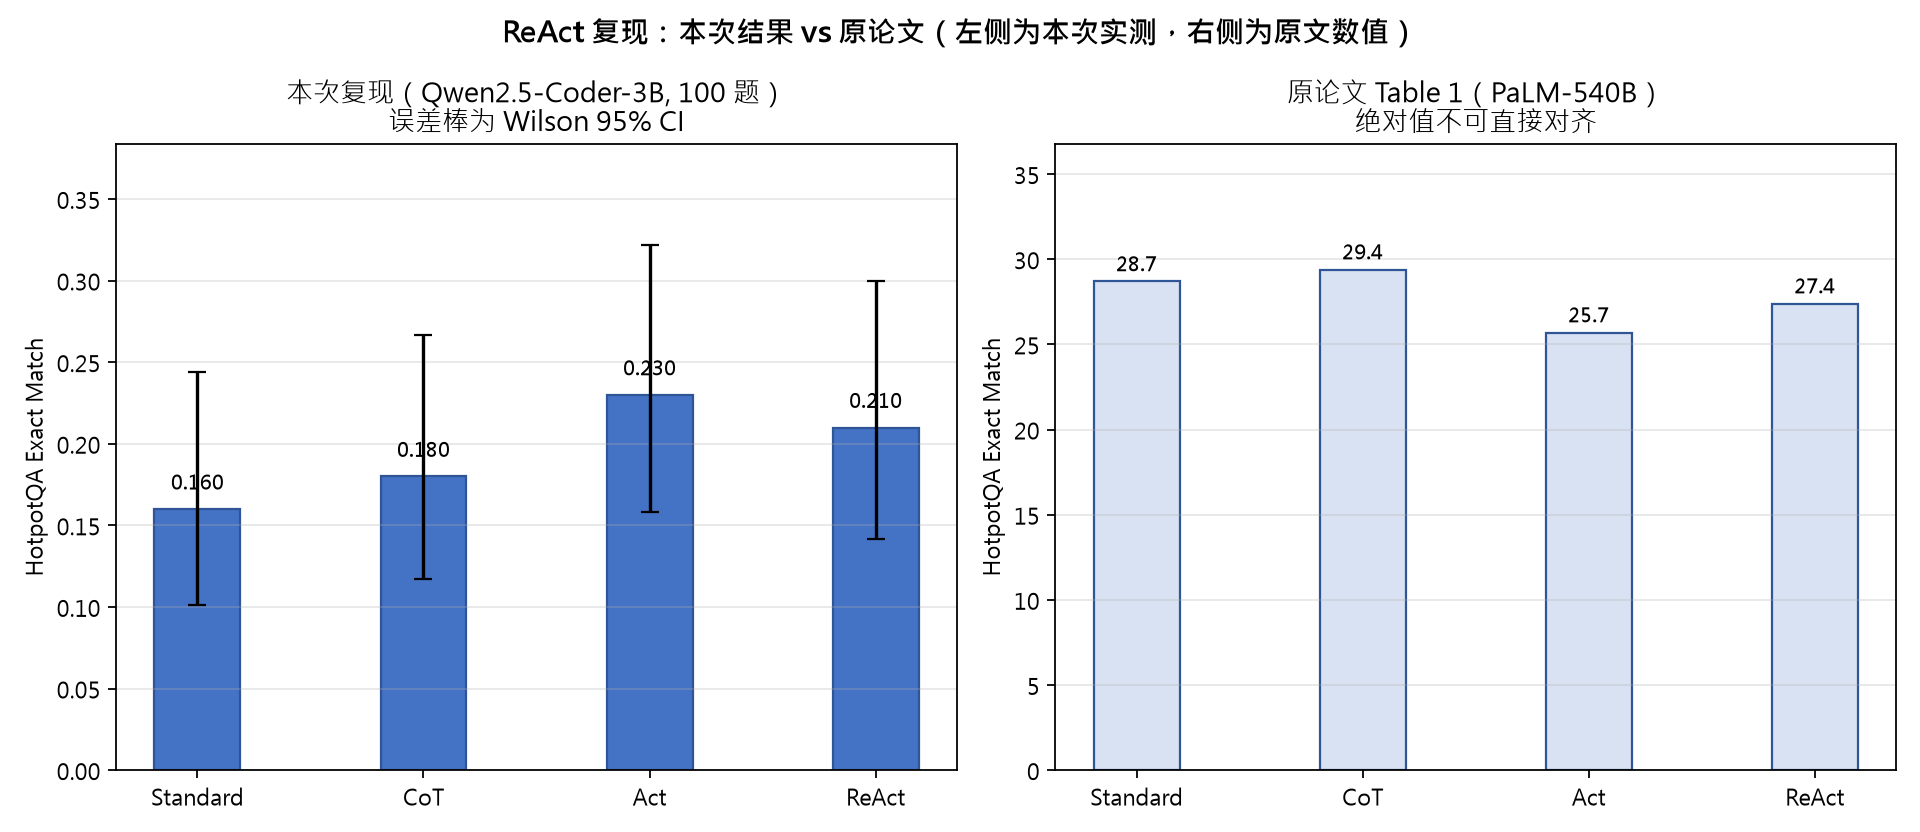 ReAct 复现：本次结果 vs 原论文（左侧为本次实测，右侧为原文数值）
本次复现（Qwen2.5-Coder-3B, 100 题）
误差棒为 Wilson 95% CI
HotpotQA Exact Match
0.35
0.30
0.25
0.20
0.15
0.10
0.05
0.00
0.160
0.180
0.230
0.210
Standard
CoT
Act
ReAct
原论文 Table 1（PaLM-540B）
绝对值不可直接对齐
HotpotQA Exact Match
35
30
25
20
15
10
5
0
28.7
29.4
25.7
27.4
Standard
CoT
Act
ReAct